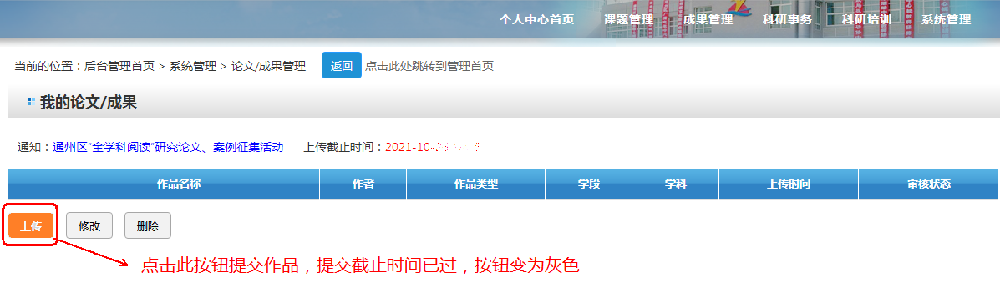 个人中心首页 课题管理 成果管理 科研事务 科研培训 系统管理
当前的位置：后台管理首页 > 系统管理 > 论文/成果管理 返回 点击此处跳转到管理首页
我的论文/成果
通知：通州区“全学科阅读”研究论文、案例征集活动 上传截止时间：2021-10
作品名称 作者 作品类型 学段 学科 上传时间 审核状态
上传 修改 删除
点击此按钮提交作品，提交截止时间已过，按钮变为灰色